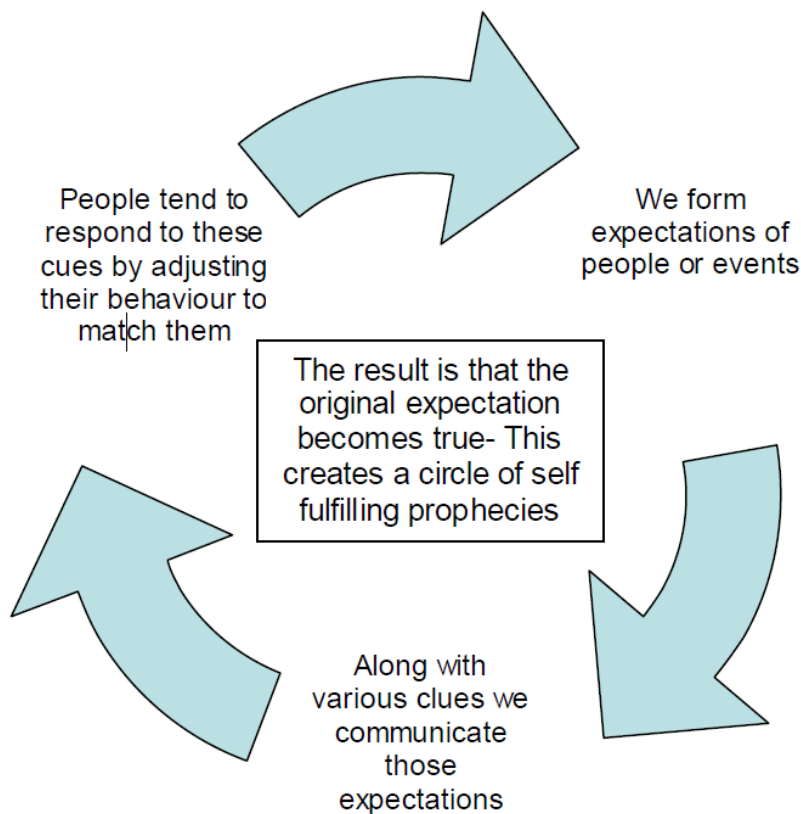 People tend to
respond to these
cues by adjusting
their behaviour to
match them
We form
expectations of
people or events
The result is that the
original expectation
becomes true- This
creates a circle of self
fulfilling prophecies
Along with
various clues we
communicate
those
expectations